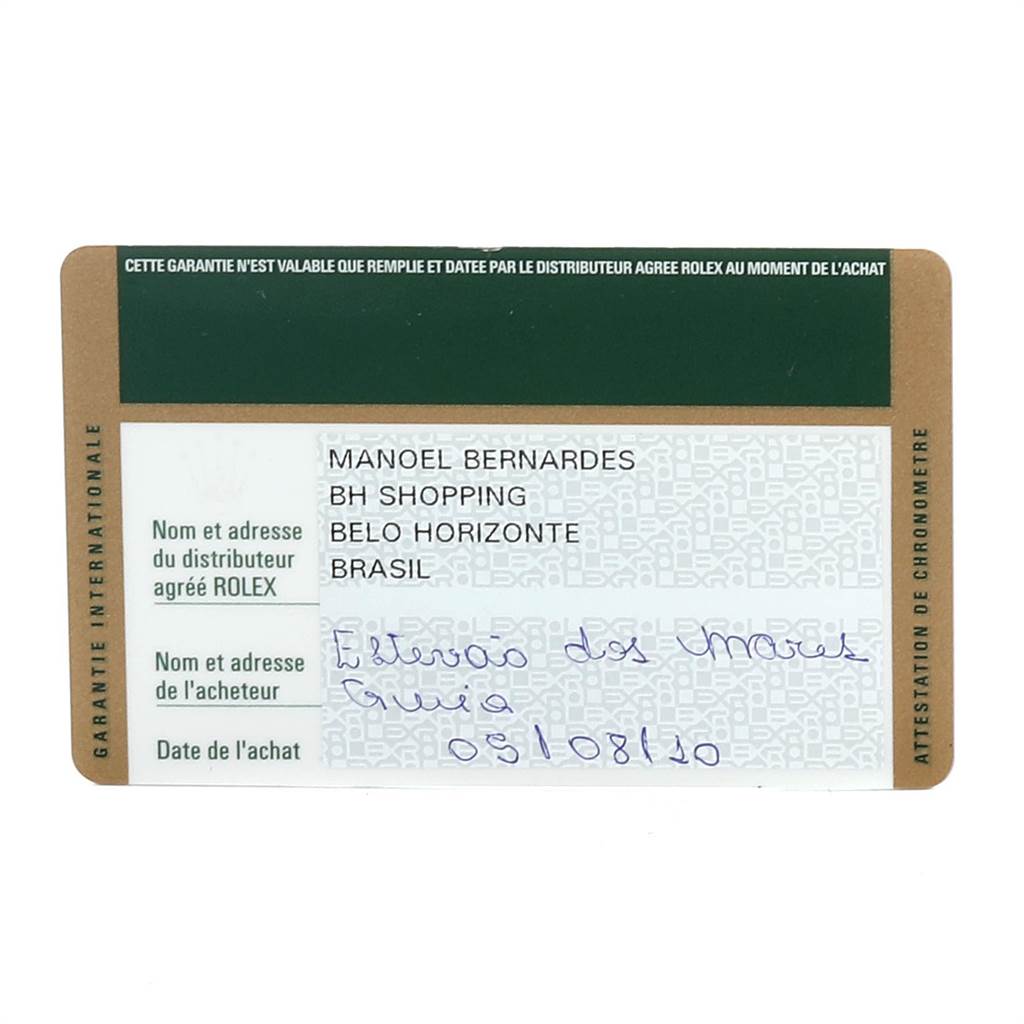 CETTE GARANTIE N'EST VALABLE QUE REMPLIE ET DATEE PAR LE DISTRIBUTEUR AGREE ROLEX AU MOMENT DE L'ACHAT
GARANTIE INTERNATIONALE
Nom et adresse
du distributeur
agréé ROLEX
MANOEL BERNARDES
BH SHOPPING
BELO HORIZONTE
BRASIL
Nom et adresse
de l'acheteur
Estevão dos Mares
Guia
Date de l'achat
05/08/10
ATTESTATION DE CHRONOMETRE